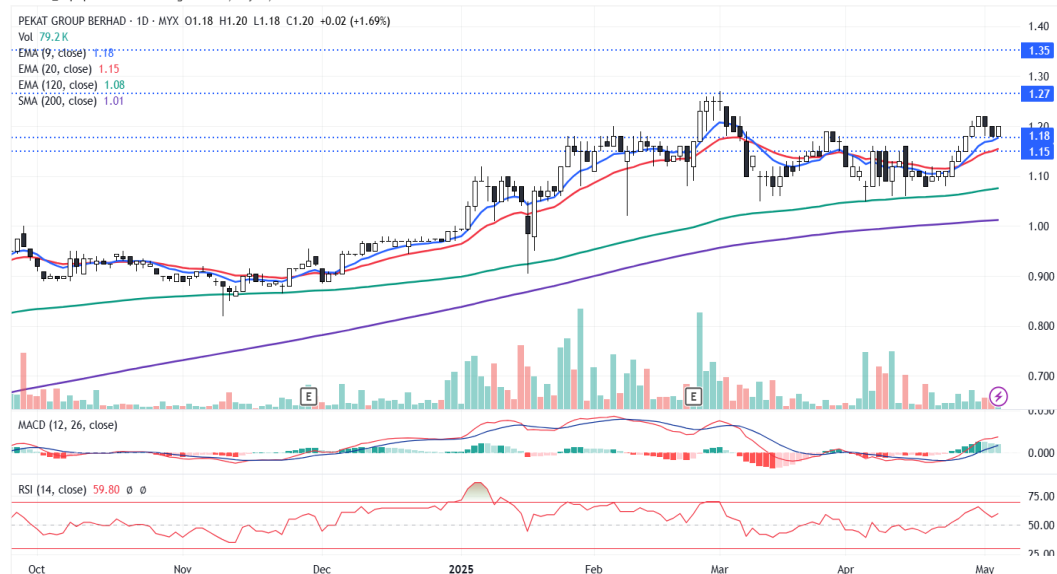 PEKAT GROUP BERHAD · 1D · MYX O1.18 H1.20 L1.18 C1.20 +0.02 (+1.69%)
Vol 79.2 K
EMA (9, close) 1.18
EMA (20, close) 1.15
EMA (120, close) 1.08
SMA (200, close) 1.01
1.40
1.35
1.30
1.27
1.20
1.18
1.15
1.10
1.00
0.900
0.800
0.700
E
E
MACD (12, 26, close)
0.050
0.000
RSI (14, close) 59.80 ø ø
75.00
50.00
25.00
Oct Nov Dec 2025 Feb Mar Apr May